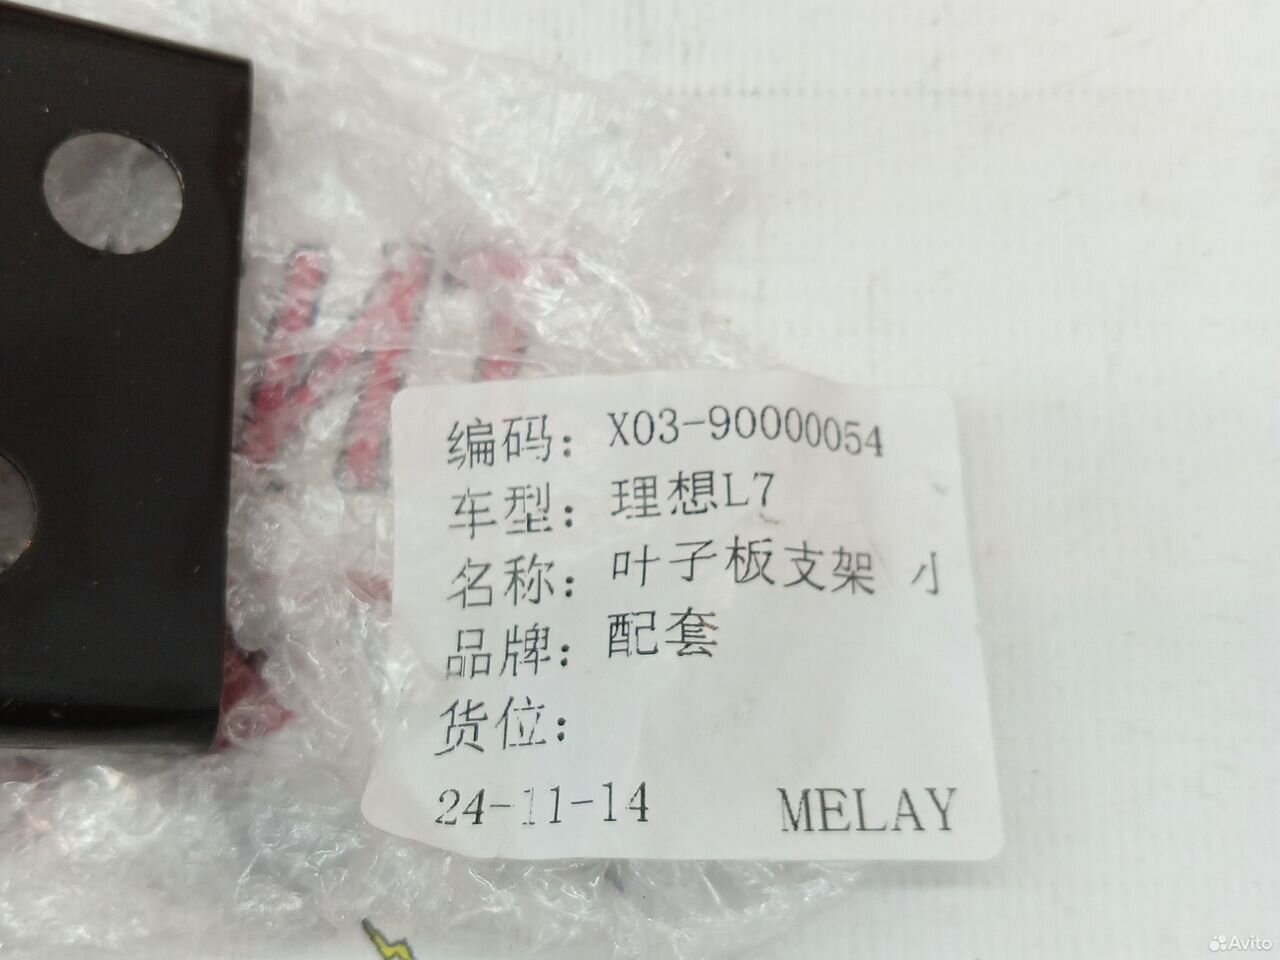 编码: X03-90000054
车型: 理想L7
名称: 叶子板支架 小
品牌: 配套
货位:
24-11-14 MELAY
Avito